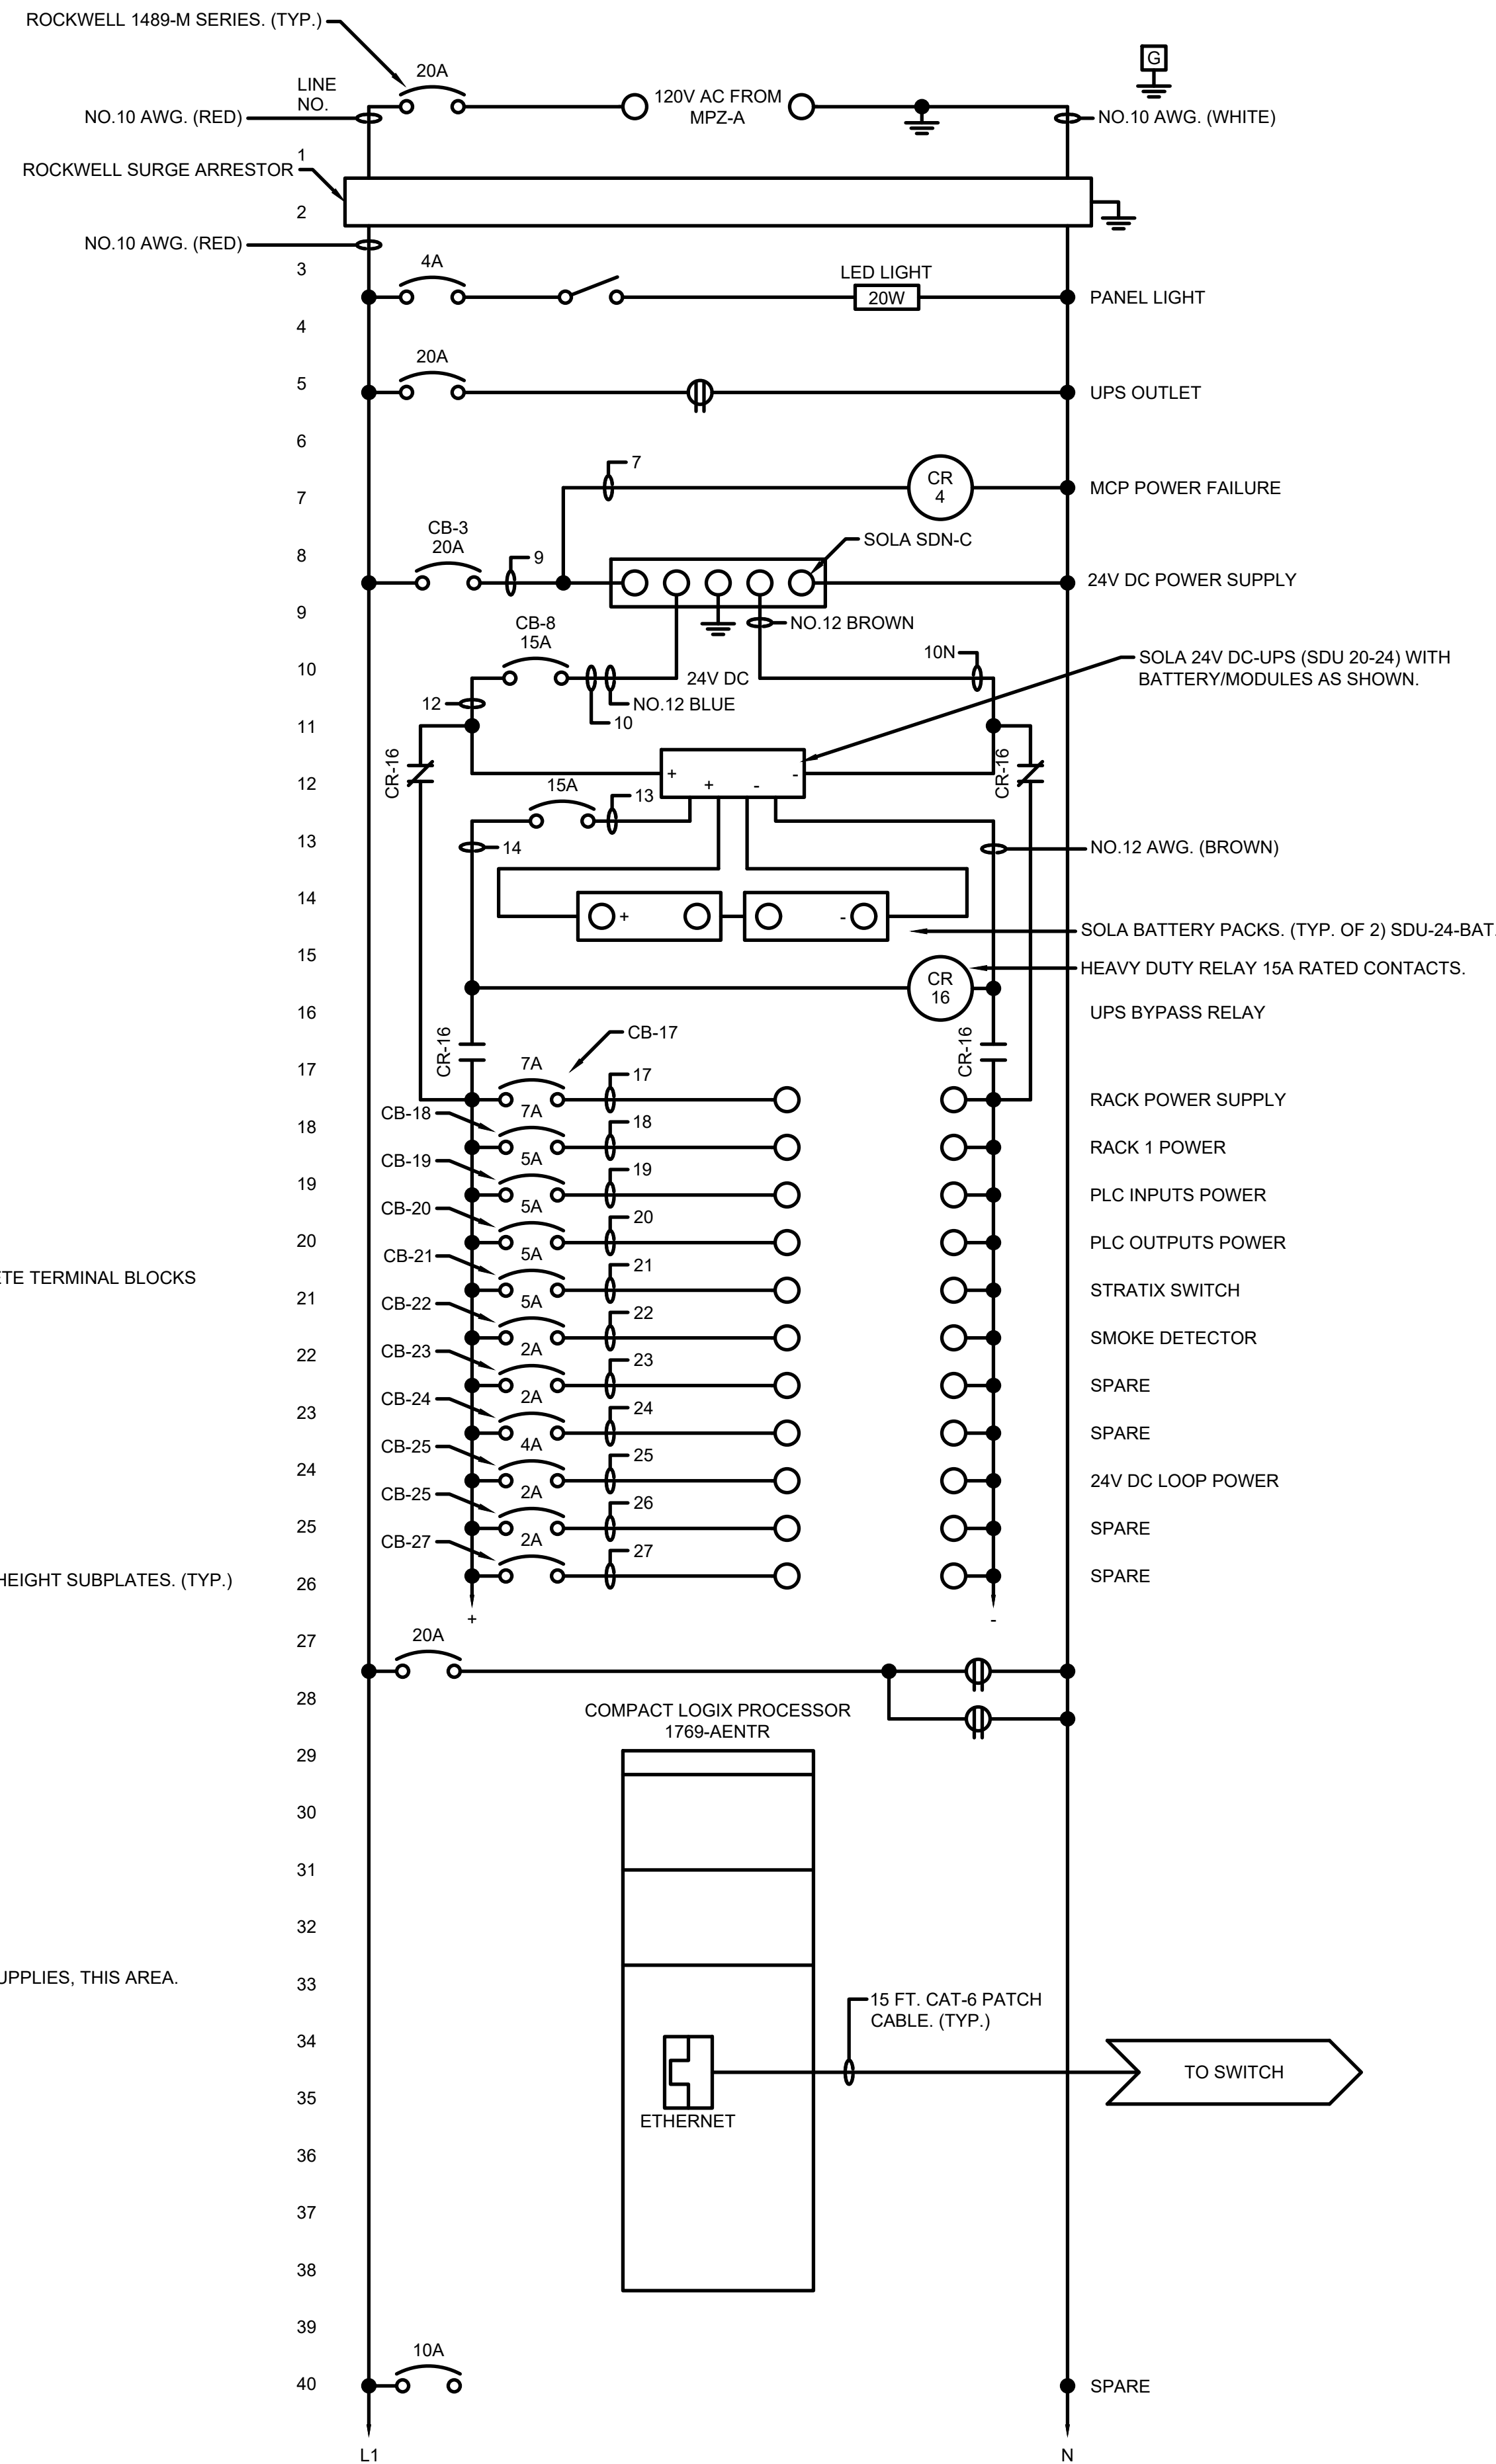 ROCKWELL 1489-M SERIES. (TYP.)
G
20A
LINE
NO.
120V AC FROM
MPZ-A
NO.10 AWG. (RED)
NO.10 AWG. (WHITE)
1
ROCKWELL SURGE ARRESTOR
2
NO.10 AWG. (RED)
3
4A
LED LIGHT
20W
PANEL LIGHT
4
20A
5
UPS OUTLET
6
7
CR
4
MCP POWER FAILURE
7
CB-3
20A
SOLA SDN-C
8
9
24V DC POWER SUPPLY
9
CB-8
15A
NO.12 BROWN
10
24V DC
10N
SOLA 24V DC-UPS (SDU 20-24) WITH
BATTERY/MODULES AS SHOWN.
12
NO.12 BLUE
10
11
CR-16
+
+
-
-
CR-16
12
15A
13
13
14
NO.12 AWG. (BROWN)
14
+
-
SOLA BATTERY PACKS. (TYP. OF 2) SDU-24-BAT.
15
CR
16
HEAVY DUTY RELAY 15A RATED CONTACTS.
16
UPS BYPASS RELAY
CR-16
CB-17
CR-16
17
7A
17
RACK POWER SUPPLY
CB-18
7A
18
18
RACK 1 POWER
CB-19
5A
19
19
PLC INPUTS POWER
CB-20
5A
20
20
PLC OUTPUTS POWER
CB-21
5A
21
ETE TERMINAL BLOCKS
21
STRATIX SWITCH
CB-22
5A
22
SMOKE DETECTOR
22
CB-23
2A
23
SPARE
23
CB-24
2A
24
SPARE
CB-25
4A
25
24
24V DC LOOP POWER
CB-25
2A
26
25
SPARE
CB-27
2A
27
HEIGHT SUBPLATES. (TYP.)
26
SPARE
+
-
27
20A
28
COMPACT LOGIX PROCESSOR
1769-AENTR
29
30
31
32
UPPLIES, THIS AREA.
33
15 FT. CAT-6 PATCH
CABLE. (TYP.)
34
TO SWITCH
35
ETHERNET
36
37
38
39
10A
40
SPARE
L1
N